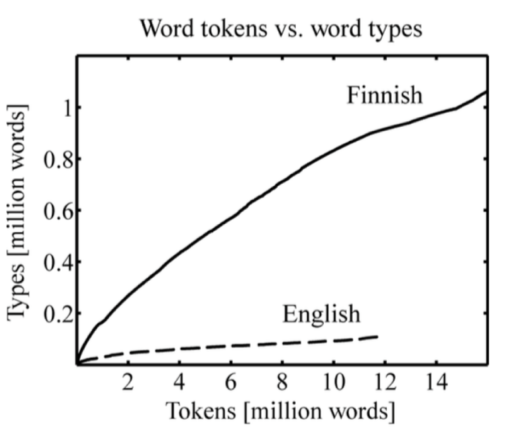 Word tokens vs. word types
Finnish
1
0.8
0.6
0.4
0.2
Types [million words]
English
2 4 6 8 10 12 14
Tokens [million words]